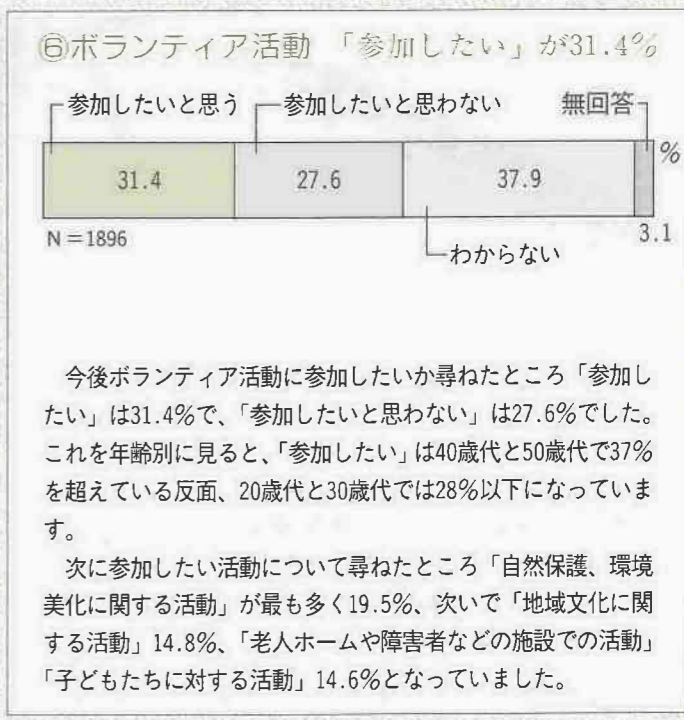 ⑥ボランティア活動 「参加したい」が31.4%
参加したいと思う 参加したいと思わない 無回答
31.4 27.6 37.9 %
N=1896 3.1
わからない
今後ボランティア活動に参加したいか尋ねたところ「参加し
たい」は31.4%で、「参加したいと思わない」は27.6%でした。
これを年齢別に見ると、「参加したい」は40歳代と50歳代で37%
を超えている反面、20歳代と30歳代では28%以下になっていま
す。
次に参加したい活動について尋ねたところ「自然保護、環境
美化に関する活動」が最も多く19.5%、次いで「地域文化に関
する活動」14.8%、「老人ホームや障害者などの施設での活動」
「子どもたちに対する活動」14.6%となっていました。